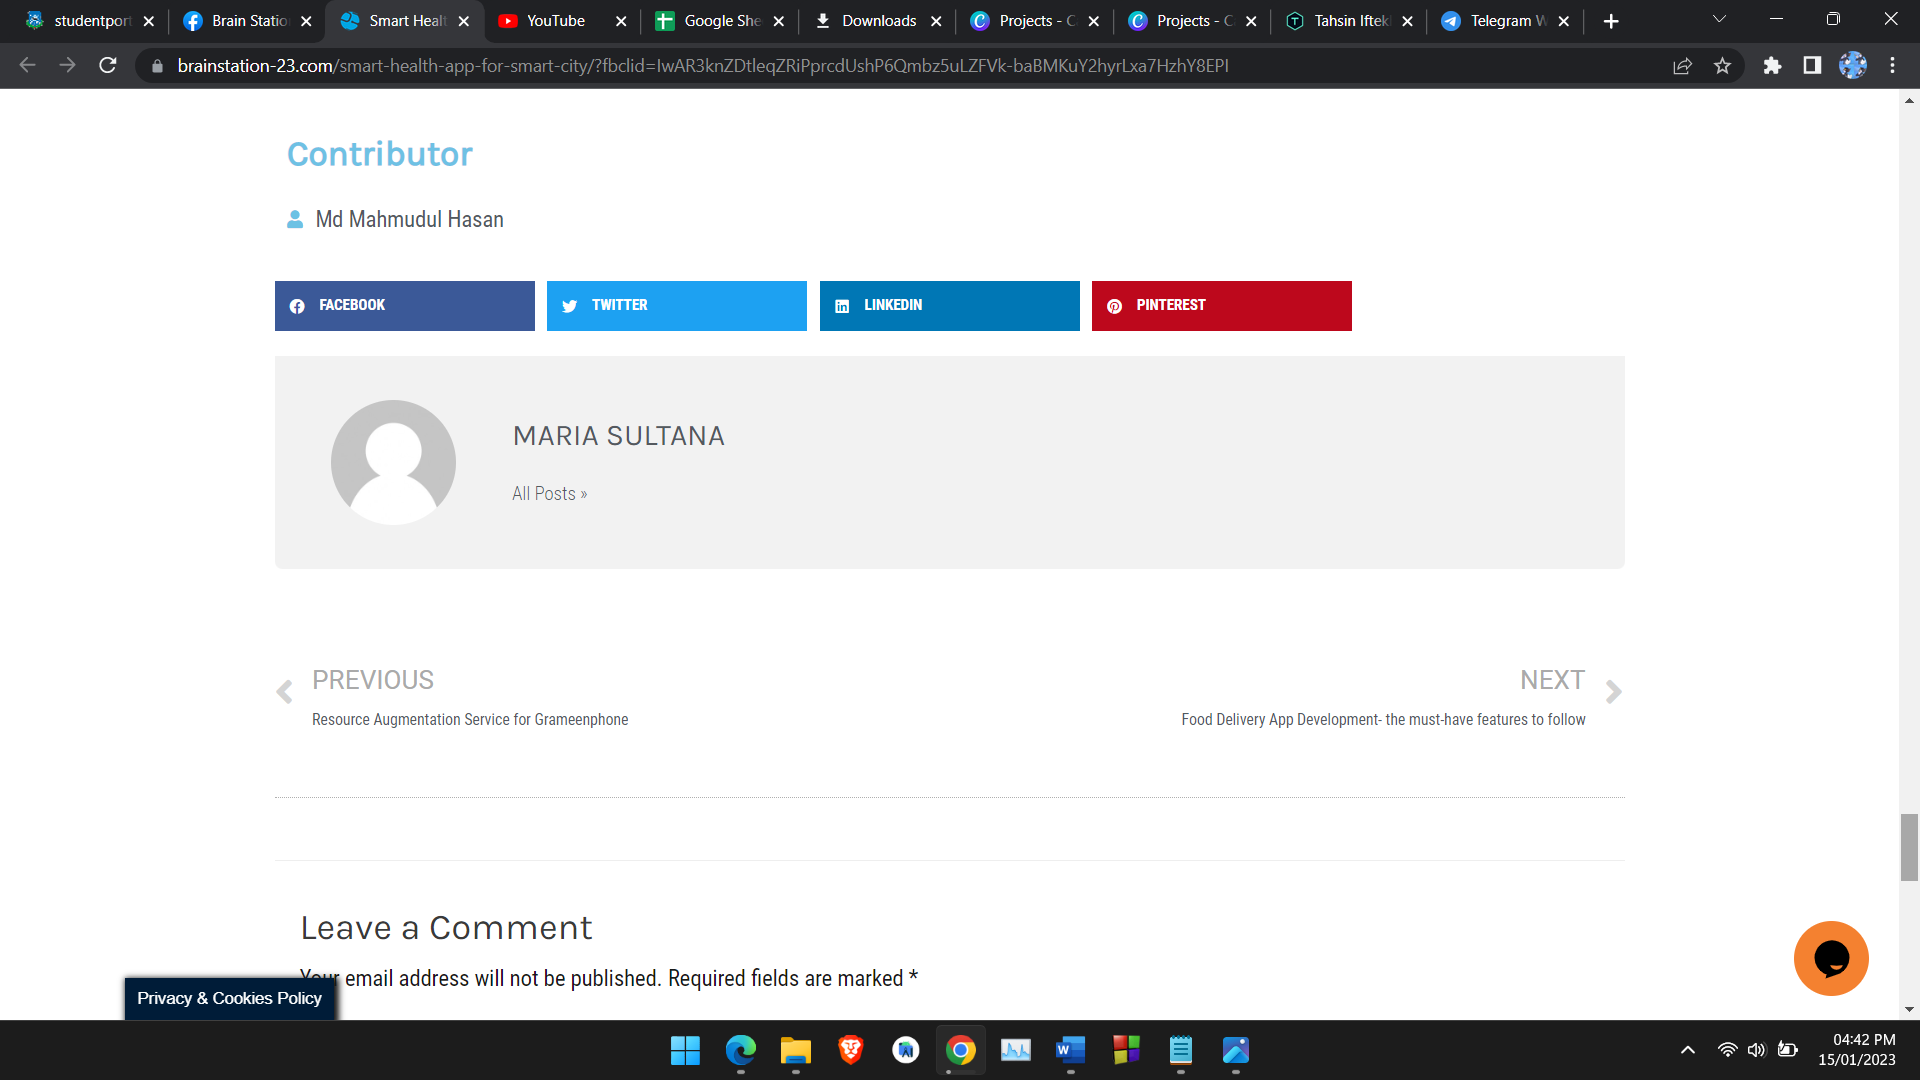 studentport
Brain Statio
Smart Healt
YouTube
Google She
Downloads
Projects - C
Projects - C
Tahsin Iftek
Telegram W
brainstation-23.com/smart-health-app-for-smart-city/?fbclid=IwAR3knZDtleqZRiPprcdUshP6Qmbz5uLZFVk-baBMKuY2hyrLxa7HzhY8EPI
Contributor
Md Mahmudul Hasan
FACEBOOK
TWITTER
LINKEDIN
PINTEREST
MARIA SULTANA
All Posts »
PREVIOUS
Resource Augmentation Service for Grameenphone
NEXT
Food Delivery App Development- the must-have features to follow
Leave a Comment
Your email address will not be published. Required fields are marked *
Privacy & Cookies Policy
04:42 PM
15/01/2023